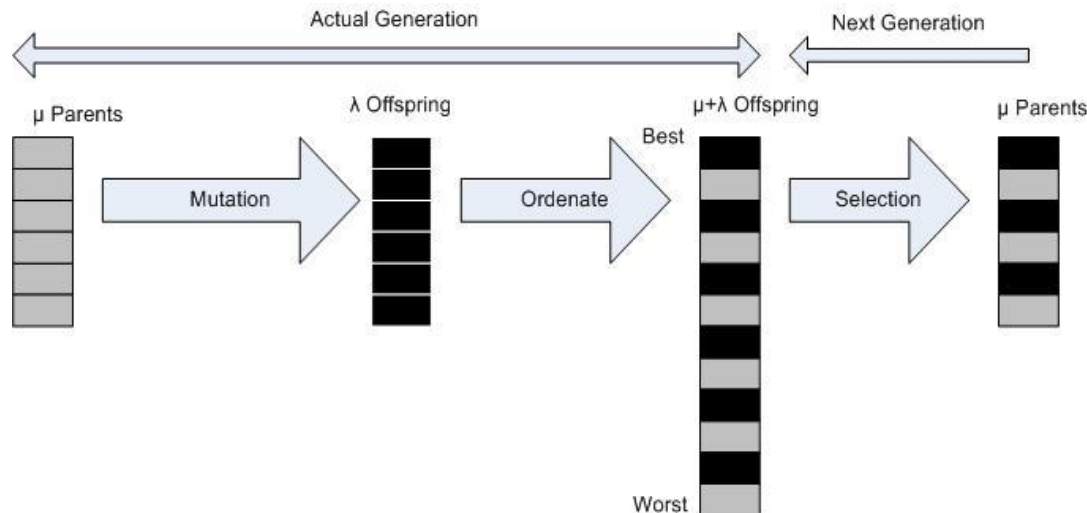 Actual Generation
Next Generation
μ Parents
λ Offspring
μ+λ Offspring
μ Parents
Best
Mutation
Ordenate
Selection
Worst